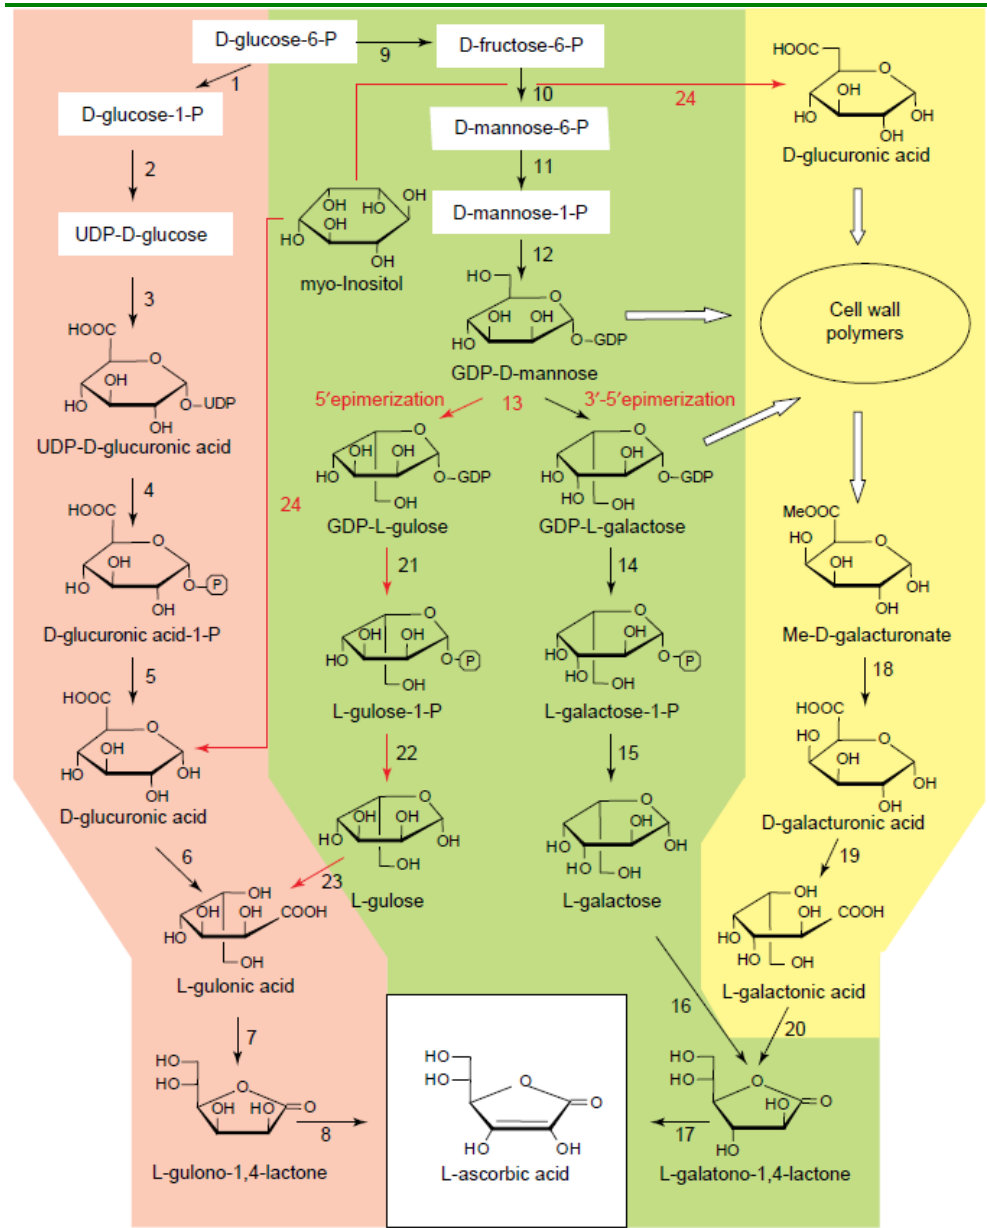 D-glucose-6-P
9
D-fructose-6-P
1
D-glucose-1-P
2
UDP-D-glucose
3
HOOC
O
OH
HO
O-UDP
OH
UDP-D-glucuronic acid
4
HOOC
O
OH
HO
O-P
OH
D-glucuronic acid-1-P
5
HOOC
O
OH
HO
OH
OH
D-glucuronic acid
6
OH
OH
OH
COOH
HO
OH
L-gulonic acid
7
HO
HO
O
OH
HO
O
L-gulono-1,4-lactone
8
10
D-mannose-6-P
11
D-mannose-1-P
12
OH
OH
HO
OH
HO
OH
myo-Inositol
24
24
HO
O
OH
OH
HO
O-GDP
GDP-D-mannose
5'epimerization
13
3'-5'epimerization
O
OH
OH
HO
O-GDP
OH
GDP-L-gulose
21
O
OH
OH
HO
O-P
OH
L-gulose-1-P
22
O
OH
OH
HO
OH
OH
L-gulose
23
O
OH
HO
HO
O-GDP
OH
GDP-L-galactose
14
O
OH
HO
HO
O-P
OH
L-galactose-1-P
15
O
OH
HO
HO
OH
OH
L-galactose
16
HOOC
O
OH
HO
OH
OH
D-glucuronic acid
Cell wall
polymers
MeOOC
HO
O
OH
OH
OH
Me-D-galacturonate
18
HOOC
HO
O
OH
OH
OH
D-galacturonic acid
19
OH
OH
COOH
HO
HO
OH
L-galactonic acid
20
HO
HO
O
HO
O
HO
L-galatono-1,4-lactone
17
HO
HO
O
O
HO
OH
L-ascorbic acid